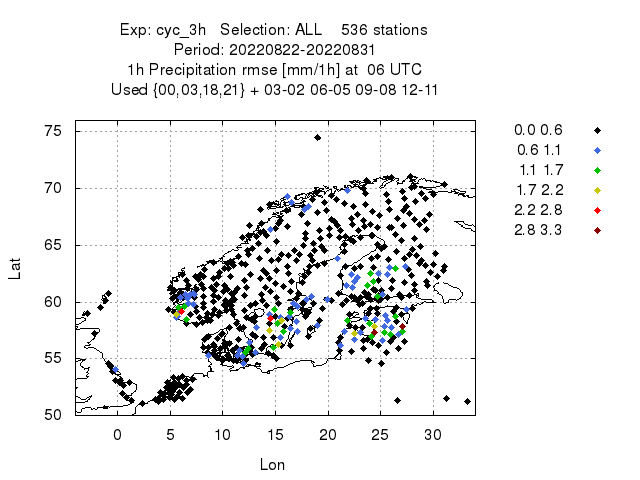 Exp: cyc_3h   Selection: ALL    536 stations
Period: 20220822-20220831
1h Precipitation rmse [mm/1h] at  06 UTC
Used {00,03,18,21} + 03-02 06-05 09-08 12-11
0.0 0.6
0.6 1.1
1.1 1.7
1.7 2.2
2.2 2.8
2.8 3.3
75
70
65
60
55
50
Lat
0 5 10 15 20 25 30
Lon